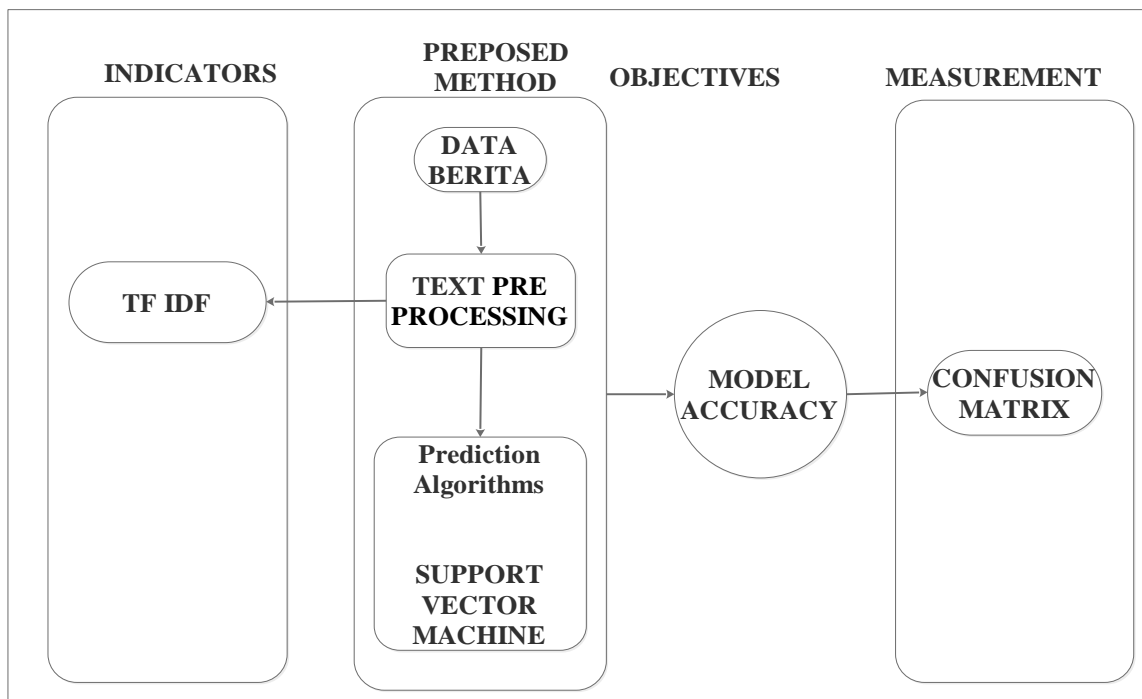 INDICATORS
PREPOSED
METHOD
OBJECTIVES
MEASUREMENT
DATA
BERITA
TF IDF
TEXT PRE
PROCESSING
Prediction
Algorithms
SUPPORT
VECTOR
MACHINE
MODEL
ACCURACY
CONFUSION
MATRIX